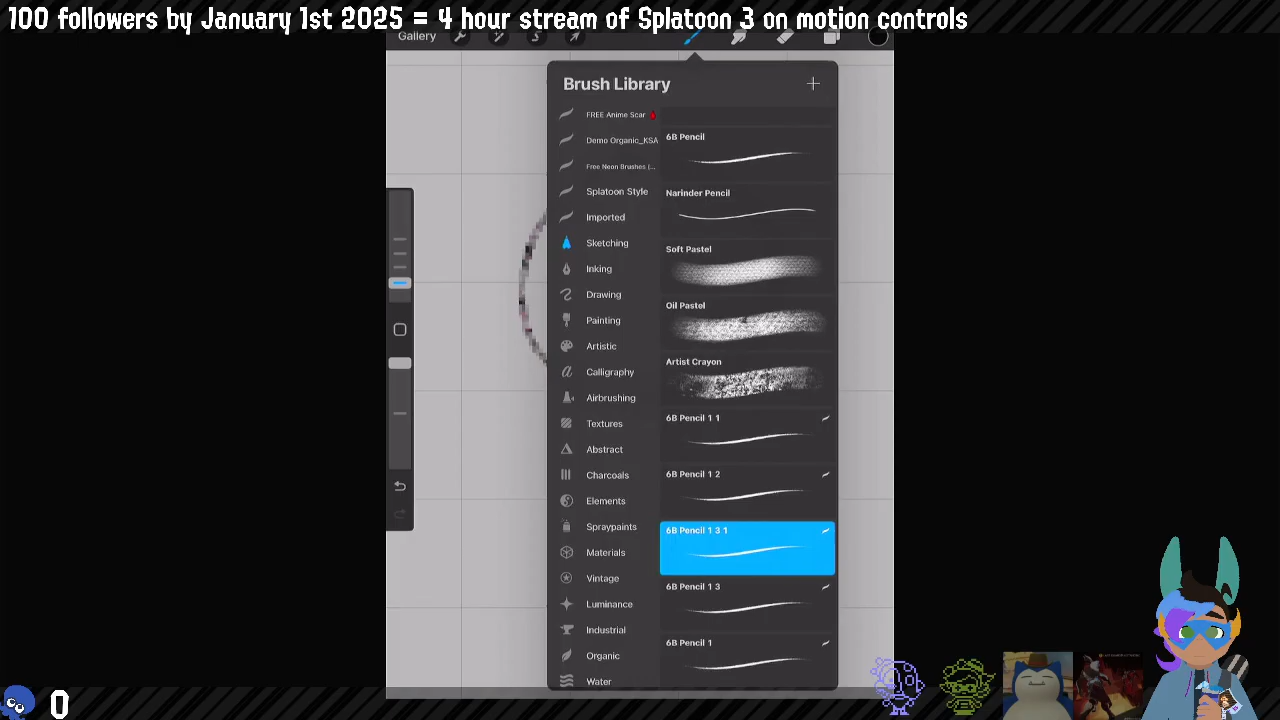 100 followers by January 1st 2025 = 4 hour stream of Splatoon 3 on motion controls
Gallery
Brush Library
FREE Anime Scar
Demo Organic_KSA
Free Neon Brushes (...
Splatoon Style
Imported
Sketching
Inking
Drawing
Painting
Artistic
Calligraphy
Airbrushing
Textures
Abstract
Charcoals
Elements
Spraypaints
Materials
Vintage
Luminance
Industrial
Organic
Water
6B Pencil
Narinder Pencil
Soft Pastel
Oil Pastel
Artist Crayon
6B Pencil 1 1
6B Pencil 1 2
6B Pencil 1 3 1
6B Pencil 1 3
6B Pencil 1
0